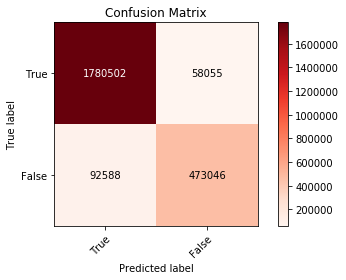 Confusion Matrix
True label
True
1780502
58055
False
92588
473046
True
False
Predicted label
1600000
1400000
1200000
1000000
800000
600000
400000
200000